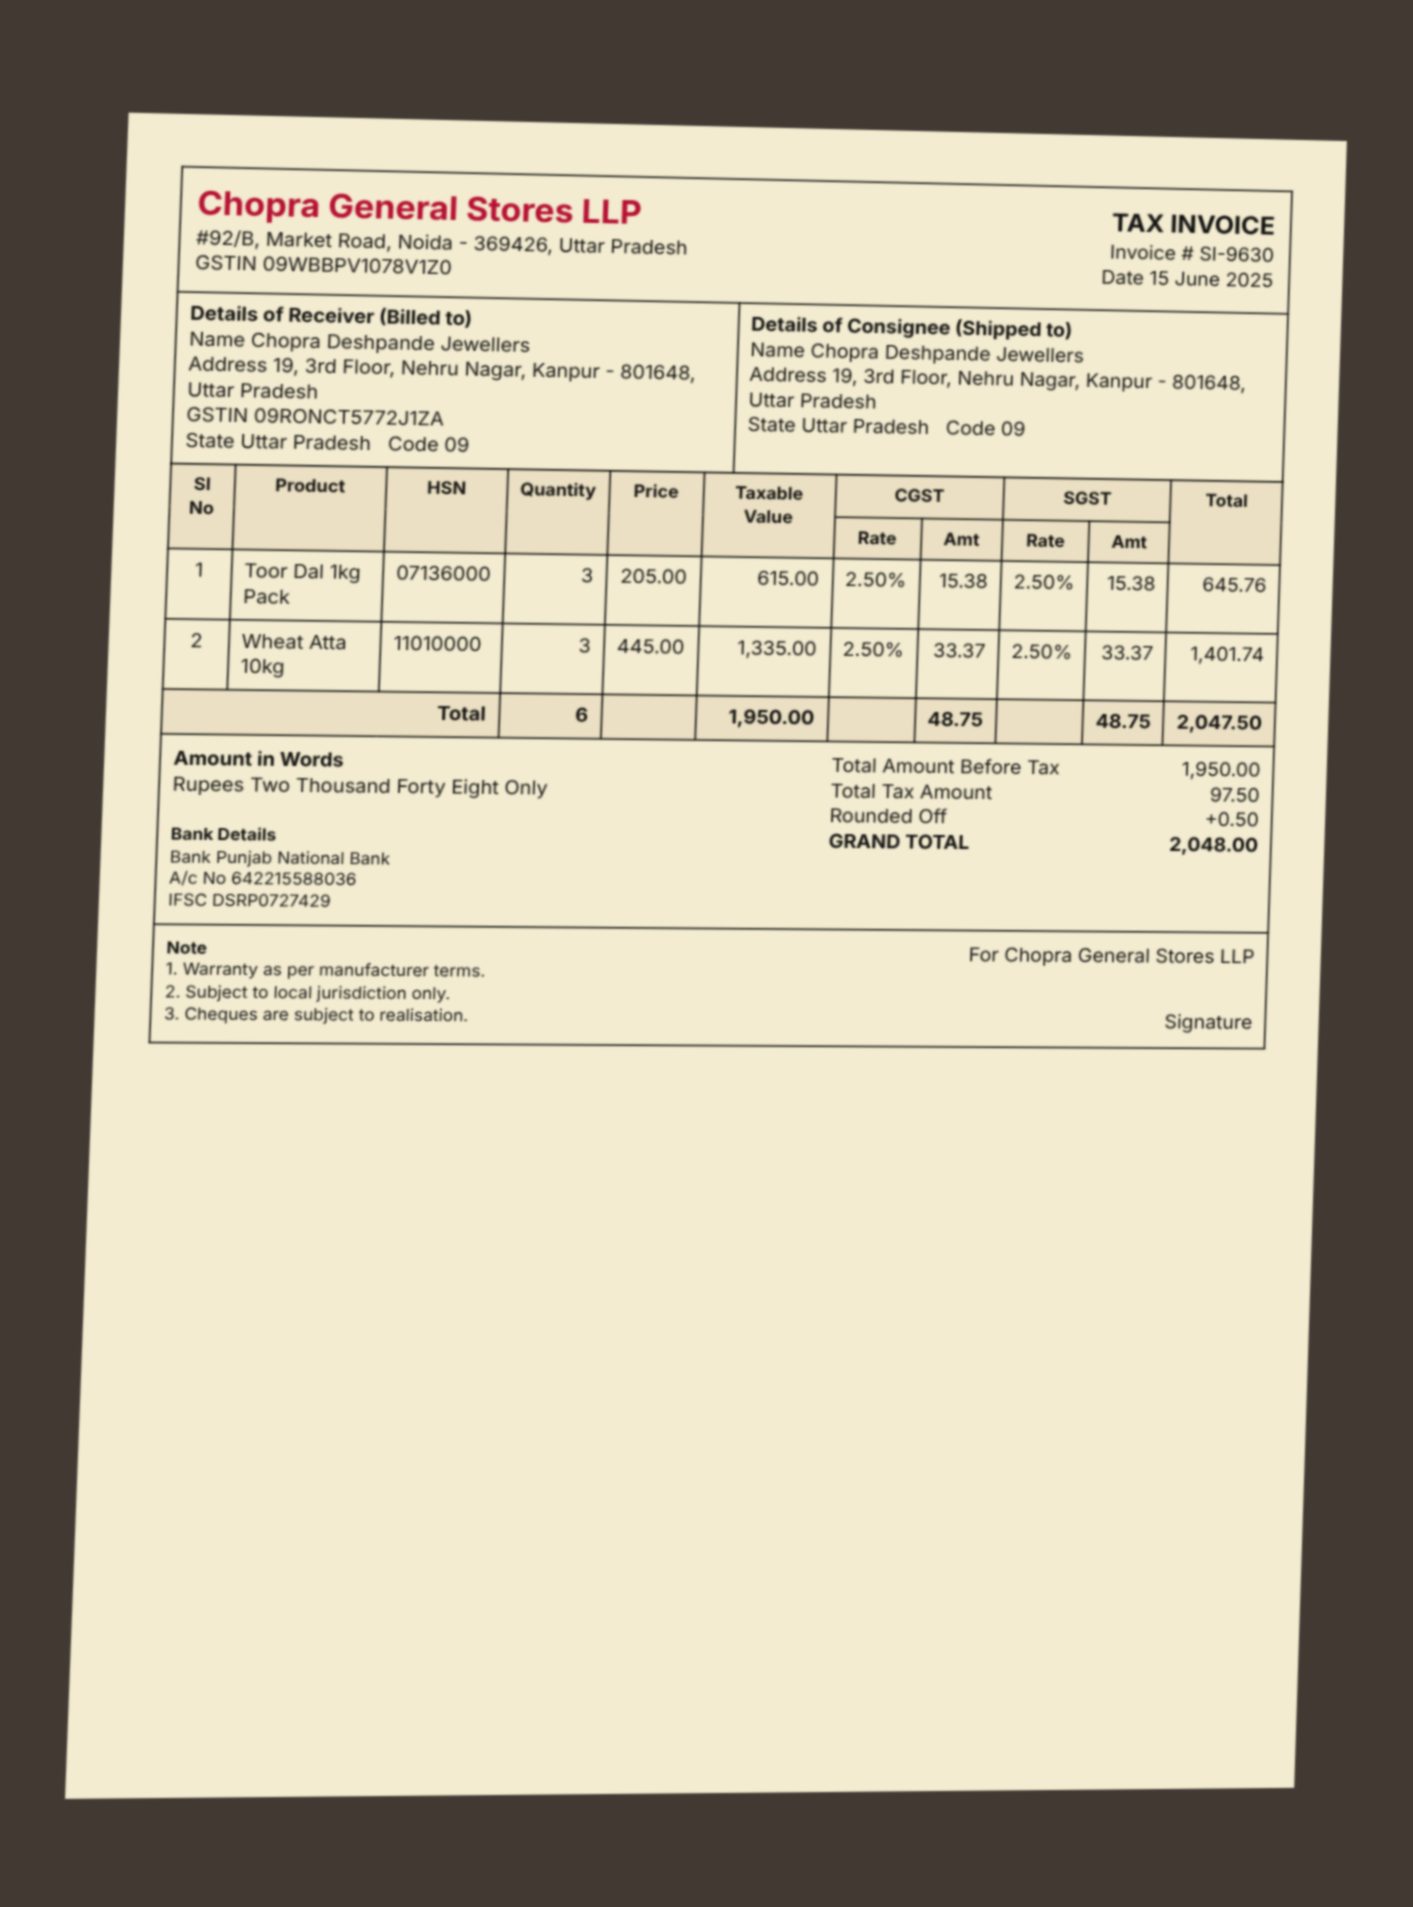 Chopra General Stores LLP
#92/B, Market Road, Noida - 369426, Uttar Pradesh
GSTIN 09WBBPV1078V1Z0
TAX INVOICE
Invoice # SI-9630
Date 15 June 2025
Details of Receiver (Billed to)
Name Chopra Deshpande Jewellers
Address 19, 3rd Floor, Nehru Nagar, Kanpur - 801648,
Uttar Pradesh
GSTIN 09RONCT5772J1ZA
State Uttar Pradesh Code 09
Details of Consignee (Shipped to)
Name Chopra Deshpande Jewellers
Address 19, 3rd Floor, Nehru Nagar, Kanpur - 801648,
Uttar Pradesh
State Uttar Pradesh Code 09
Sl No Product HSN Quantity Price Taxable Value CGST SGST Total
Rate Amt Rate Amt
1 Toor Dal 1kg Pack 07136000 3 205.00 615.00 2.50% 15.38 2.50% 15.38 645.76
2 Wheat Atta 10kg 11010000 3 445.00 1,335.00 2.50% 33.37 2.50% 33.37 1,401.74
Total 6 1,950.00 48.75 48.75 2,047.50
Amount in Words
Rupees Two Thousand Forty Eight Only
Bank Details
Bank Punjab National Bank
A/c No 642215588036
IFSC DSRP0727429
Total Amount Before Tax 1,950.00
Total Tax Amount 97.50
Rounded Off +0.50
GRAND TOTAL 2,048.00
Note
1. Warranty as per manufacturer terms.
2. Subject to local jurisdiction only.
3. Cheques are subject to realisation.
For Chopra General Stores LLP
Signature